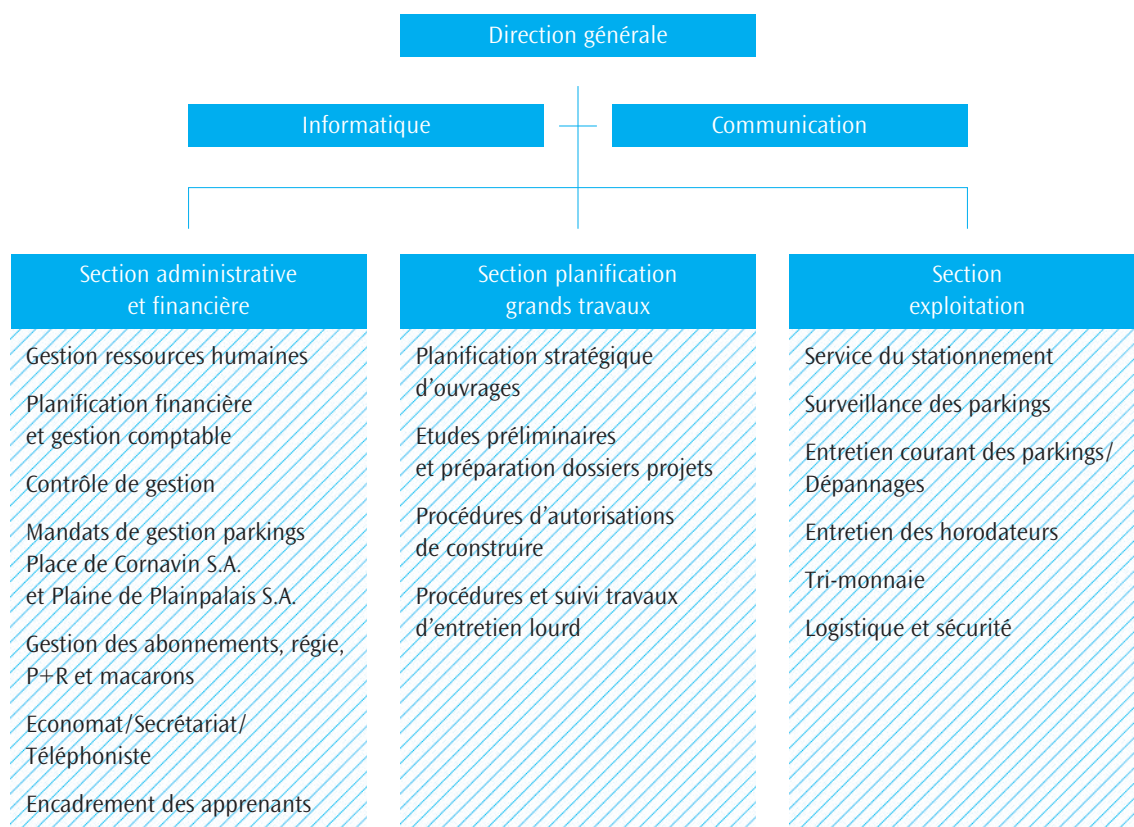 Direction générale
Informatique
Communication
Section administrative
et financière
Gestion ressources humaines
Planification financière
et gestion comptable
Contrôle de gestion
Mandats de gestion parkings
Place de Cornavin S.A.
et Plaine de Plainpalais S.A.
Gestion des abonnements, régie,
P+R et macarons
Economat/Secrétariat/
Téléphoniste
Encadrement des apprenants
Section planification
grands travaux
Planification stratégique
d’ouvrages
Etudes préliminaires
et préparation dossiers projets
Procédures d’autorisations
de construire
Procédures et suivi travaux
d’entretien lourd
Section
exploitation
Service du stationnement
Surveillance des parkings
Entretien courant des parkings/
Dépannages
Entretien des horodateurs
Tri-monnaie
Logistique et sécurité